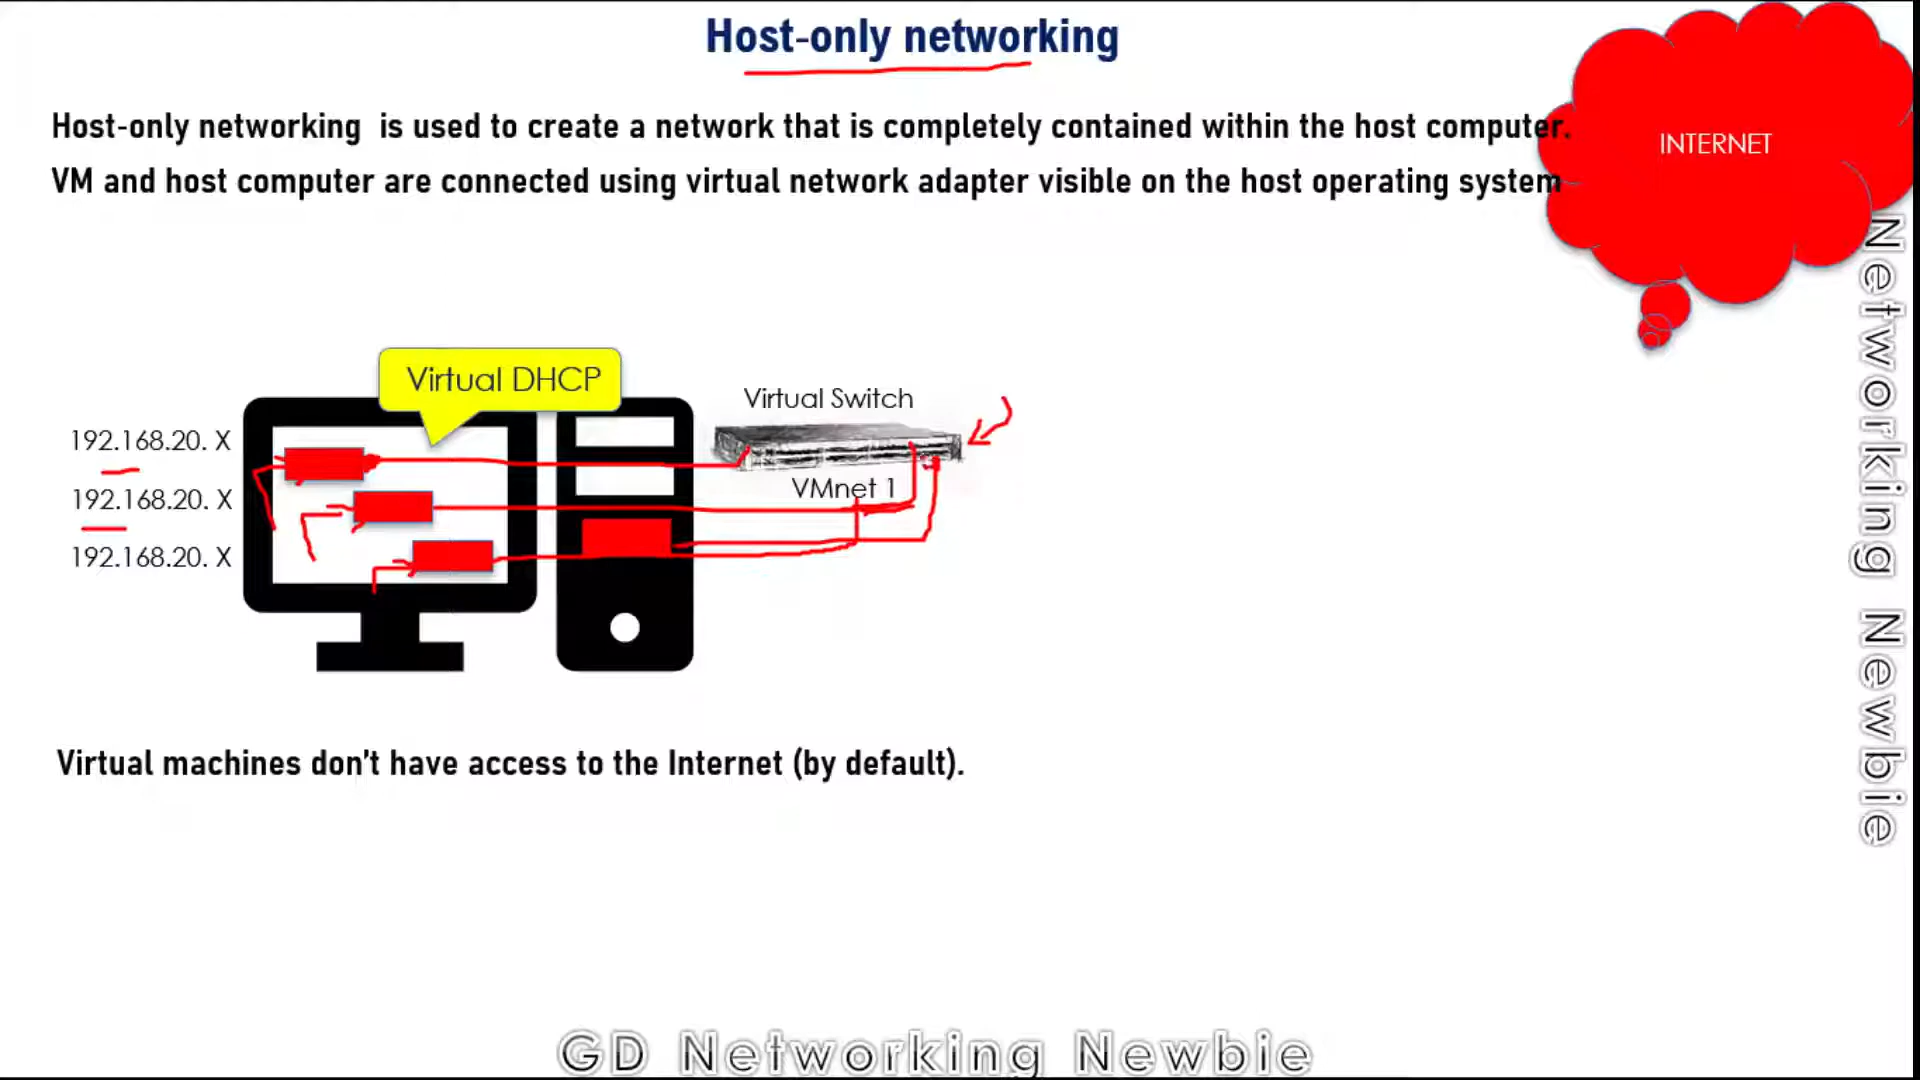 Host-only networking
Host-only networking is used to create a network that is completely contained within the host computer.
VM and host computer are connected using virtual network adapter visible on the host operating system
INTERNET
Virtual DHCP
Virtual Switch
192.168.20. X
192.168.20. X
192.168.20. X
VMnet 1
Virtual machines don't have access to the Internet (by default).
Networking Newbie
GD Networking Newbie